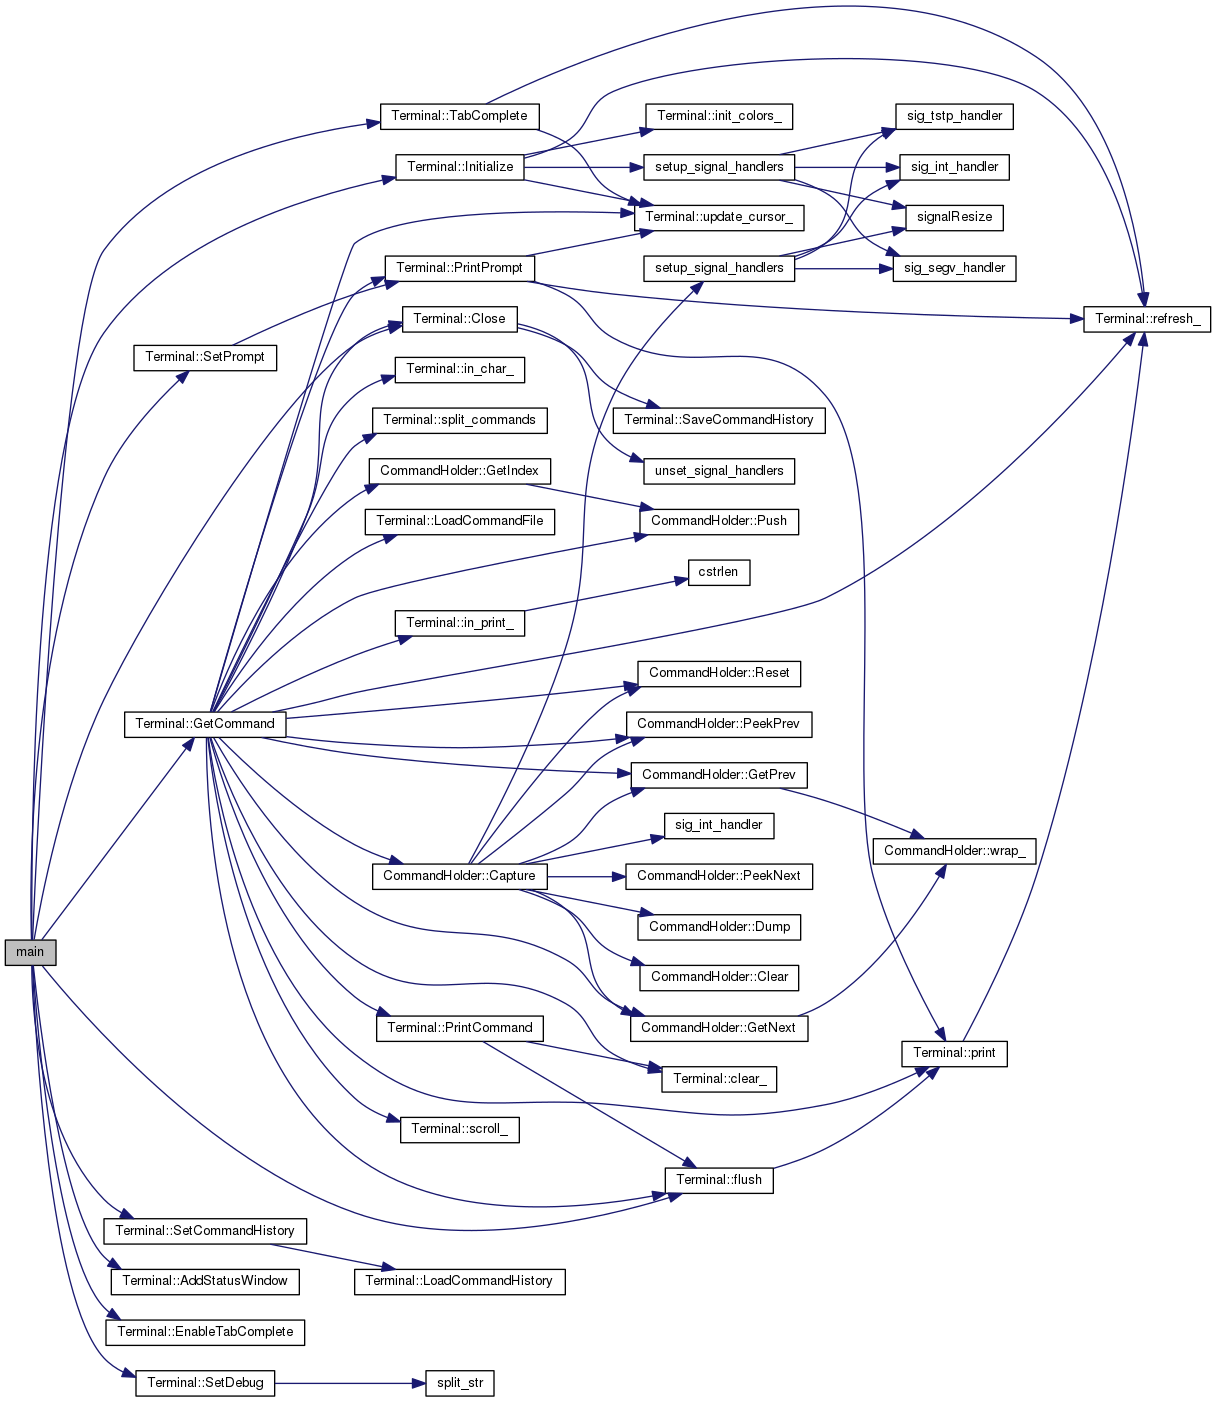 Terminal::TabComplete
Terminal::init_colors_
sig_tstp_handler
Terminal::Initialize
setup_signal_handlers
sig_int_handler
Terminal::update_cursor_
signalResize
Terminal::PrintPrompt
setup_signal_handlers
sig_segv_handler
Terminal::Close
Terminal::refresh_
Terminal::SetPrompt
Terminal::in_char_
Terminal::split_commands
Terminal::SaveCommandHistory
CommandHolder::GetIndex
unset_signal_handlers
Terminal::LoadCommandFile
CommandHolder::Push
cstrlen
Terminal::in_print_
CommandHolder::Reset
Terminal::GetCommand
CommandHolder::PeekPrev
CommandHolder::GetPrev
sig_int_handler
CommandHolder::wrap_
CommandHolder::Capture
CommandHolder::PeekNext
CommandHolder::Dump
main
CommandHolder::Clear
Terminal::PrintCommand
CommandHolder::GetNext
Terminal::print
Terminal::clear_
Terminal::scroll_
Terminal::flush
Terminal::SetCommandHistory
Terminal::AddStatusWindow
Terminal::LoadCommandHistory
Terminal::EnableTabComplete
Terminal::SetDebug
split_str